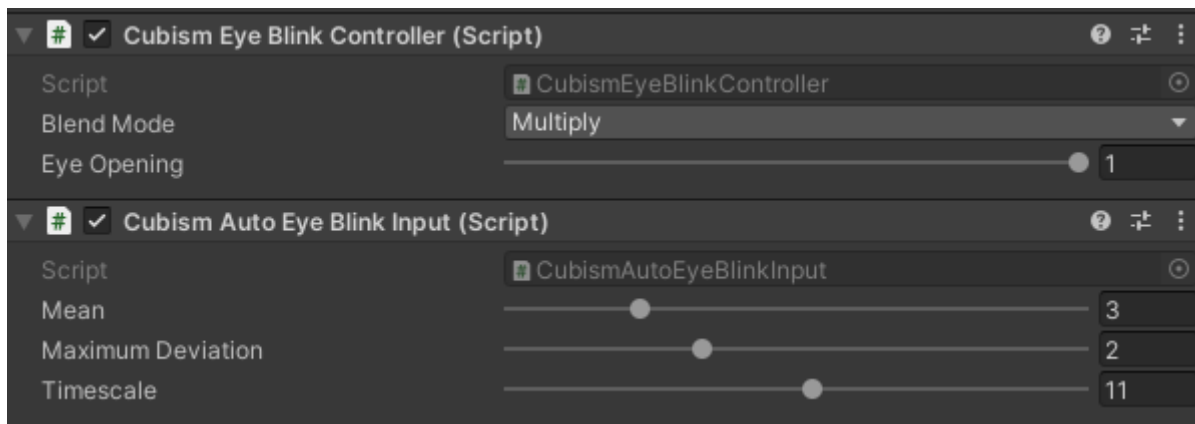 Cubism Eye Blink Controller (Script)
Script CubismEyeBlinkController
Blend Mode Multiply
Eye Opening 1
Cubism Auto Eye Blink Input (Script)
Script CubismAutoEyeBlinkInput
Mean 3
Maximum Deviation 2
Timescale 11